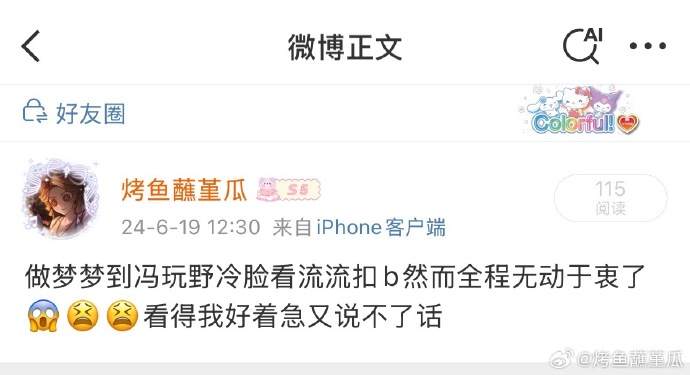 微博正文
AI
好友圈
Colorful!
烤鱼蘸堇瓜 S5
115
阅读
24-6-19 12:30 来自 iPhone客户端
做梦梦到冯玩野冷脸看流流扣b然而全程无动于衷了
😱😫😫看得我好着急又说不了话
@烤鱼蘸堇瓜